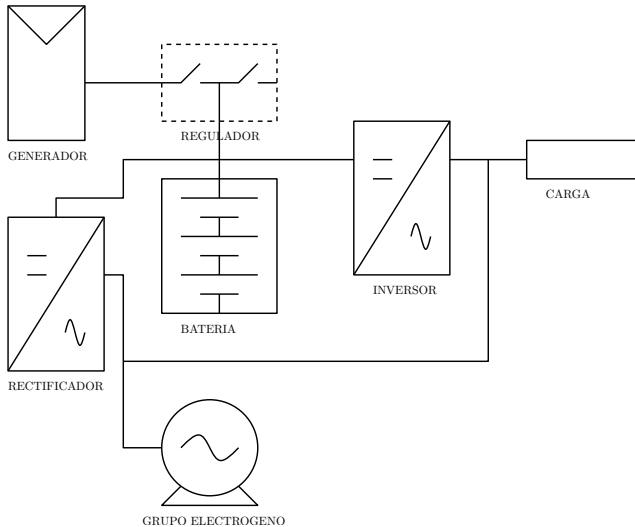 REGULADOR
GENERADOR
CARGA
INVERSOR
BATERIA
RECTIFICADOR
GRUPO ELECTROGENO